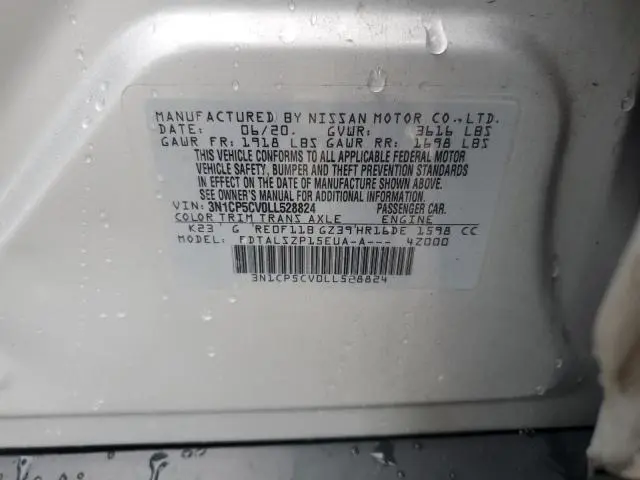 MANUFACTURED BY NISSAN MOTOR CO.,LTD.
DATE: 06/20. GVWR: 3616 LBS
GAWR FR: 1918 LBS GAWR RR: 1698 LBS
THIS VEHICLE CONFORMS TO ALL APPLICABLE FEDERAL MOTOR
VEHICLE SAFETY, BUMPER AND THEFT PREVENTION STANDARDS
IN EFFECT ON THE DATE OF MANUFACTURE SHOWN ABOVE.
SEE OWNER'S MANUAL FOR ADDITIONAL INFORMATION.
VIN: 3N1CP5CV0LL528824 PASSENGER CAR.
COLOR TRIM TRANS AXLE ENGINE
K23 G RE0F11B GZ39 HR16DE 1598 CC
MODEL: FDTALSZP15EUA-A--- 4Z000
3N1CP5CV0LL528824